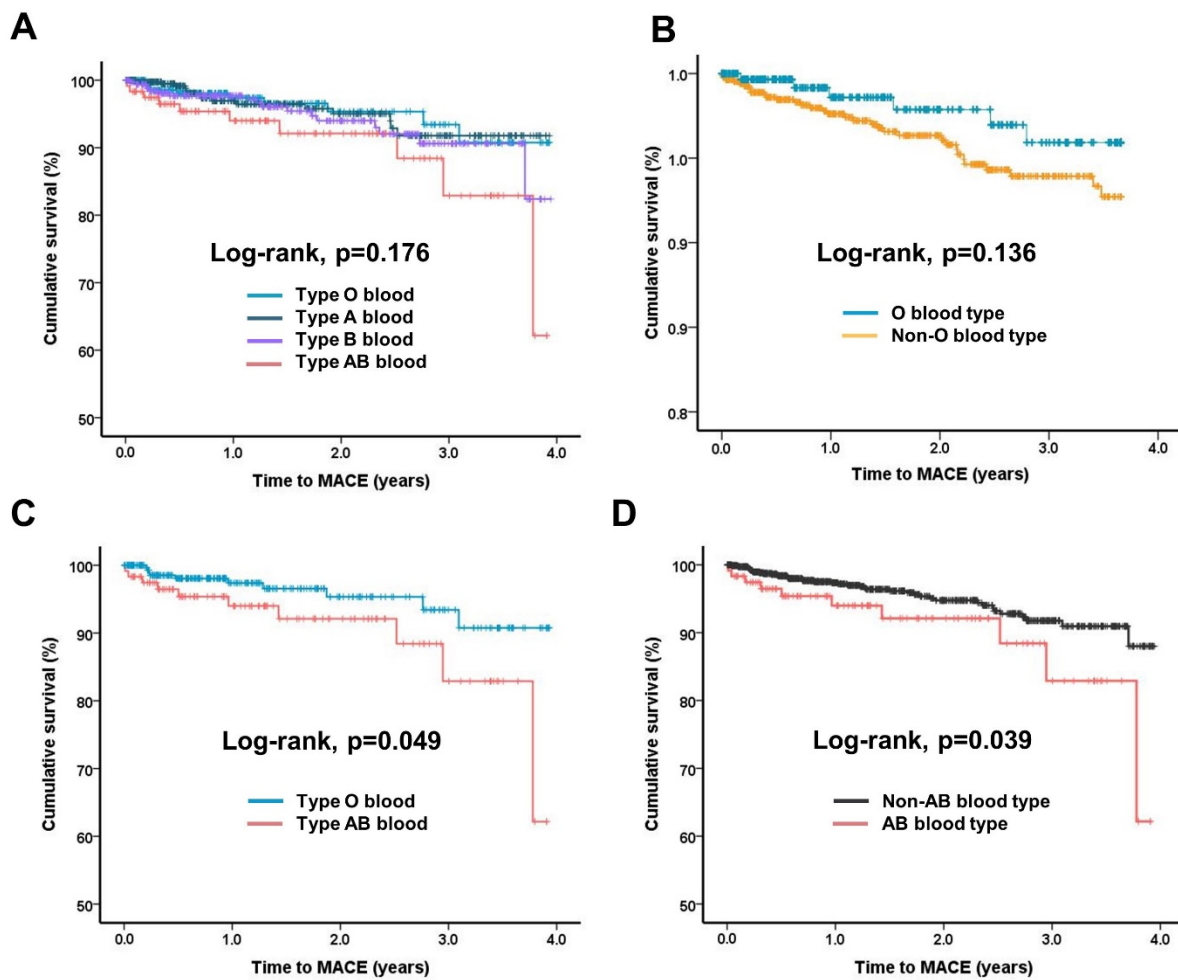 A
Cumulative survival (%)
100
90
80
70
60
50
Log-rank, p=0.176
Type O blood
Type A blood
Type B blood
Type AB blood
0.0 1.0 2.0 3.0 4.0
Time to MACE (years)
B
Cumulative survival (%)
1.0
1.0
0.9
0.9
0.8
Log-rank, p=0.136
O blood type
Non-O blood type
0.0 1.0 2.0 3.0 4.0
Time to MACE (years)
C
Cumulative survival (%)
100
90
80
70
60
50
Log-rank, p=0.049
Type O blood
Type AB blood
0.0 1.0 2.0 3.0 4.0
Time to MACE (years)
D
Cumulative survival (%)
100
90
80
70
60
50
Log-rank, p=0.039
Non-AB blood type
AB blood type
0.0 1.0 2.0 3.0 4.0
Time to MACE (years)